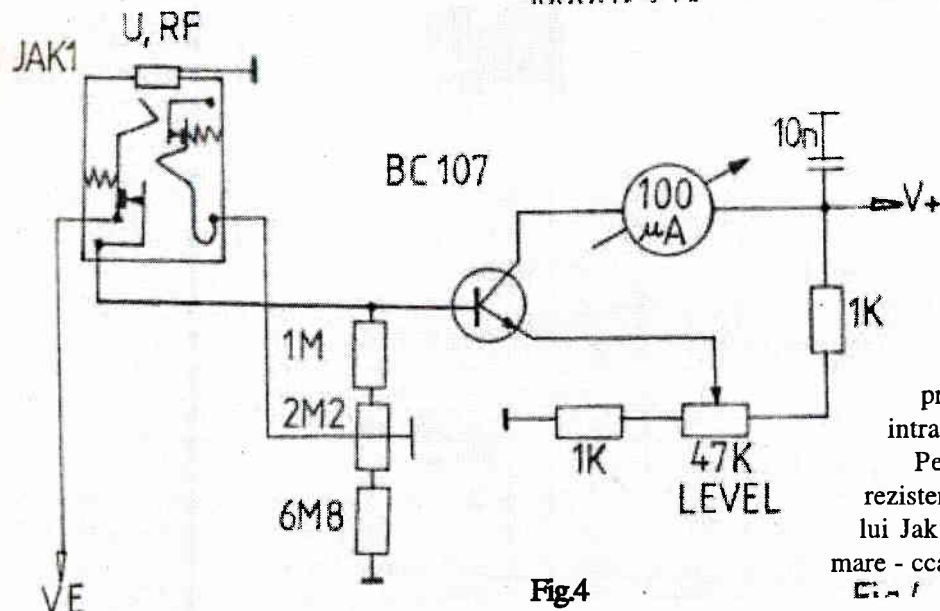 U, RF
JAK1
10n
BC 107
100
μA
V+
1K
1M
2M2
6M8
1K
47K
LEVEL
VE
Fig.4
pr
intra
Pe
rezister
lui Jak
mare - cca